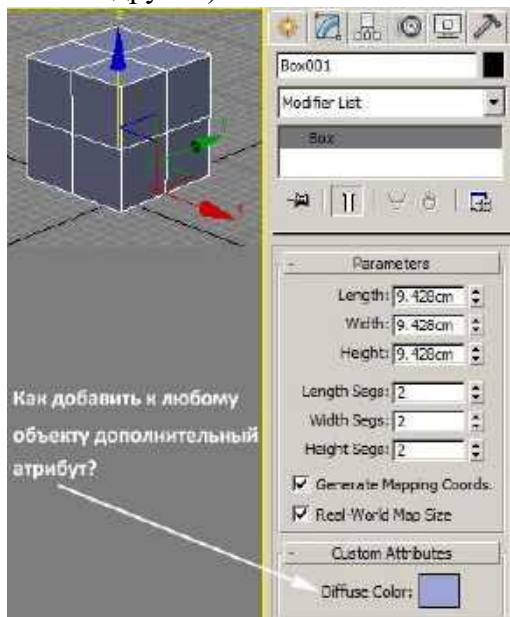 Box001
Modifier List
Box
- Parameters
Length: 9.428cm
Width: 9.428cm
Height: 9.428cm
Length Segs: 2
Width Segs: 2
Height Segs: 2
Generate Mapping Coords.
Real-World Map Size
- Custom Attributes
Diffuse Color:
Как добавить к любому
объекту дополнительный
атрибут?